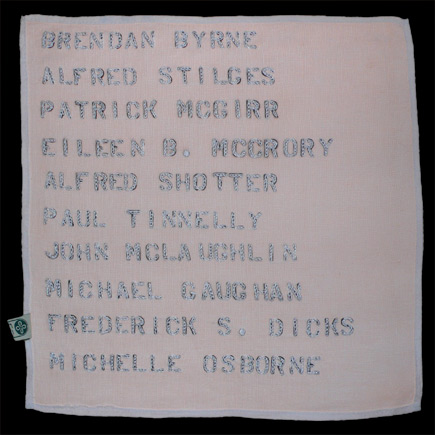 BRENDAN BYRNE
ALFRED STILGES
PATRICK MCGIRR
EILEEN B. MCCRORY
ALFRED SHOTTER
PAUL TINNELLY
JOHN MCLAUGHLIN
MICHAEL GAUGHAN
FREDERICK S. DICKS
MICHELLE OSBORNE